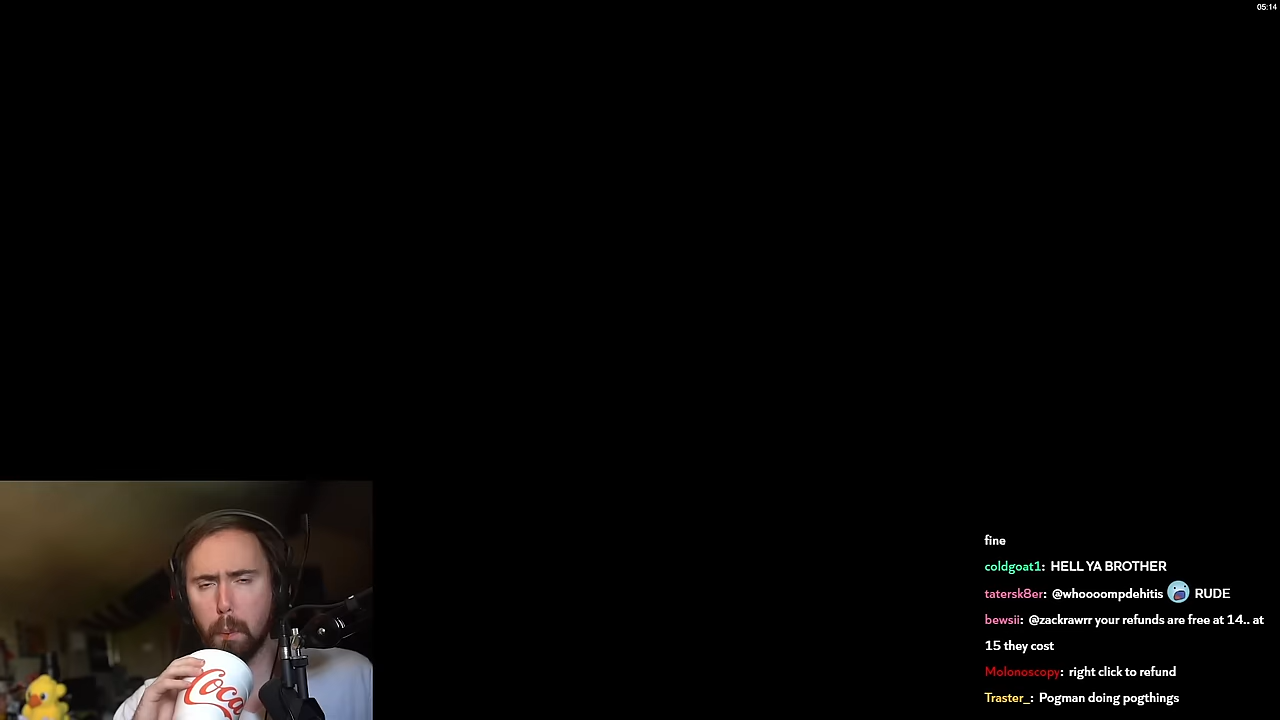 05:14
fine
coldgoat1: HELL YA BROTHER
tatersk8er: @whoooompdehitis RUDE
bewsii: @zackrawrr your refunds are free at 14.. at
15 they cost
Molonoscopy: right click to refund
Traster_: Pogman doing pogthings
Coca